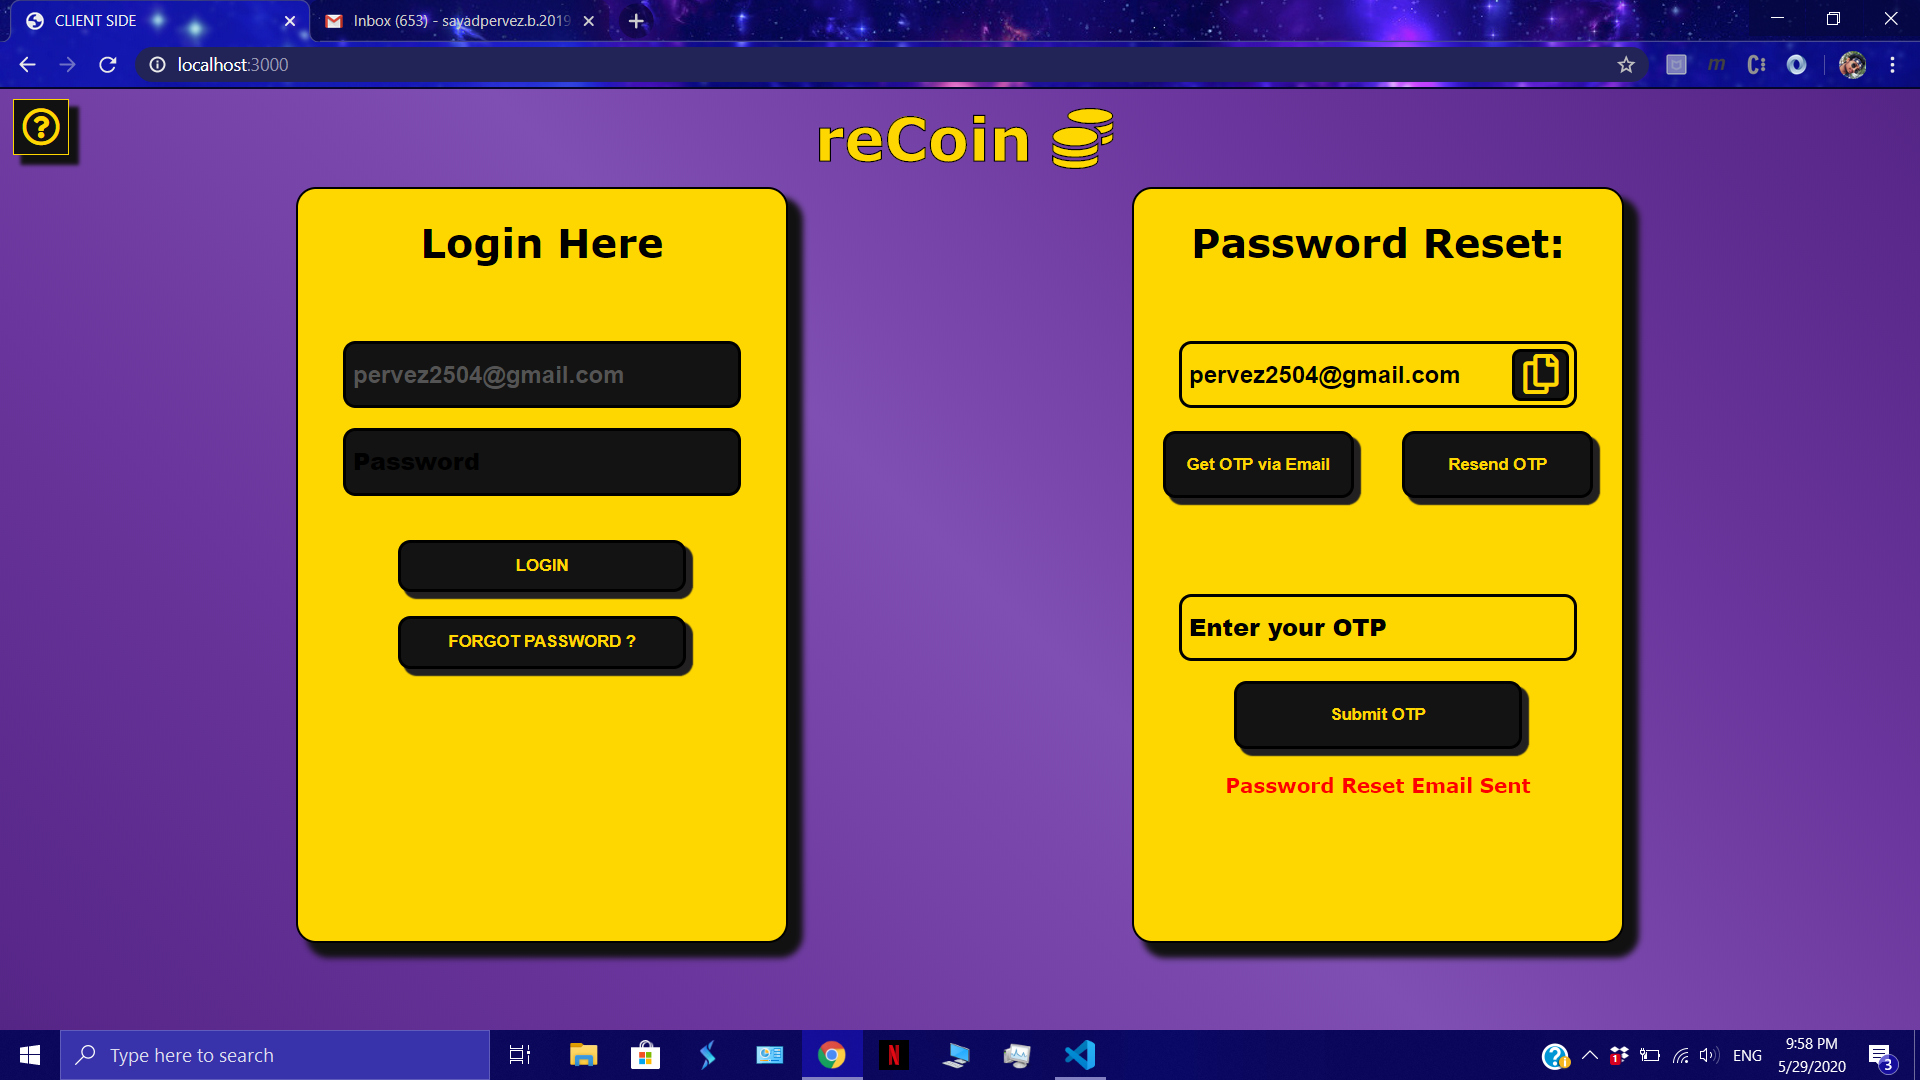 CLIENT SIDE
Inbox (653) - sayadpervez.b.2019
localhost:3000
reCoin
Login Here
pervez2504@gmail.com
Password
LOGIN
FORGOT PASSWORD ?
Password Reset:
pervez2504@gmail.com
Get OTP via Email
Resend OTP
Enter your OTP
Submit OTP
Password Reset Email Sent
Type here to search
ENG
9:58 PM
5/29/2020
3